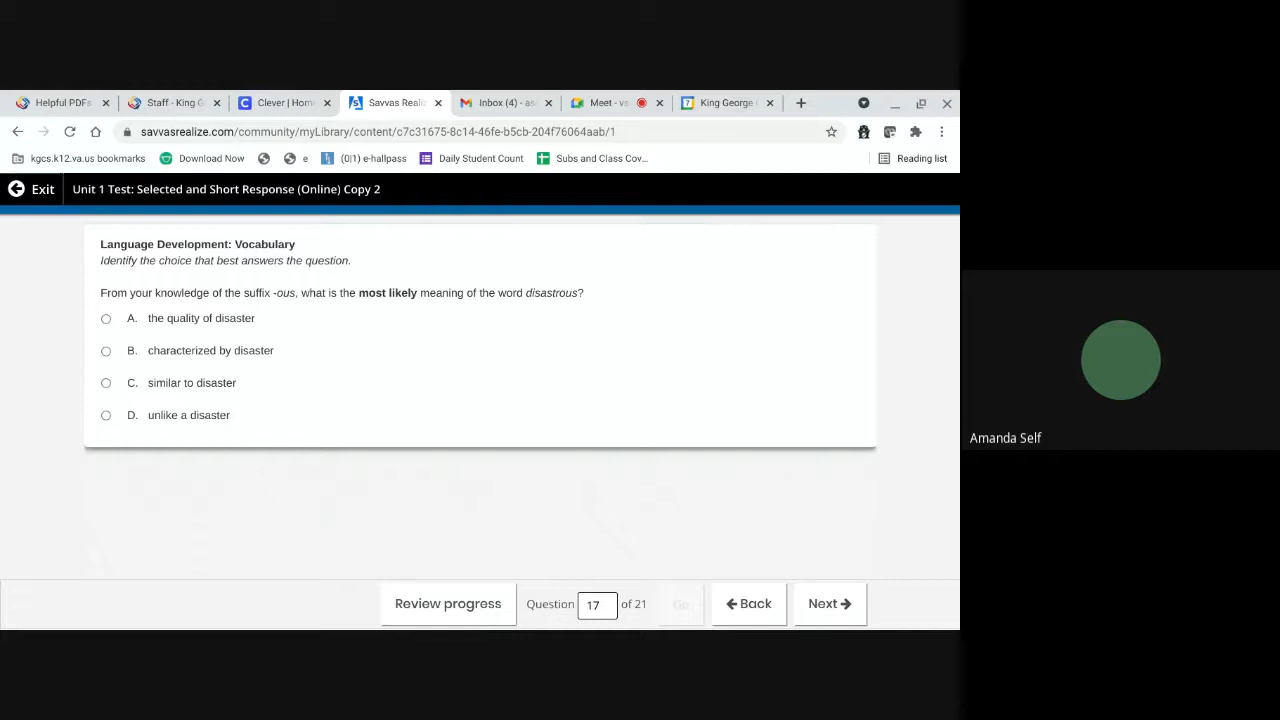 Helpful PDFs
Staff - King G
Clever | Hom
Savvas Realiz
Inbox (4) - as
Meet - vs
King George
savvasrealize.com/community/myLibrary/content/c7c31675-8c14-46fe-b5cb-204f76064aab/1
kgcs.k12.va.us bookmarks
Download Now
e
(0|1) e-hallpass
Daily Student Count
Subs and Class Cov...
Reading list
Exit
Unit 1 Test: Selected and Short Response (Online) Copy 2
Language Development: Vocabulary
Identify the choice that best answers the question.
From your knowledge of the suffix -ous, what is the most likely meaning of the word disastrous?
A. the quality of disaster
B. characterized by disaster
C. similar to disaster
D. unlike a disaster
Amanda Self
Review progress
Question 17 of 21
Go
Back
Next